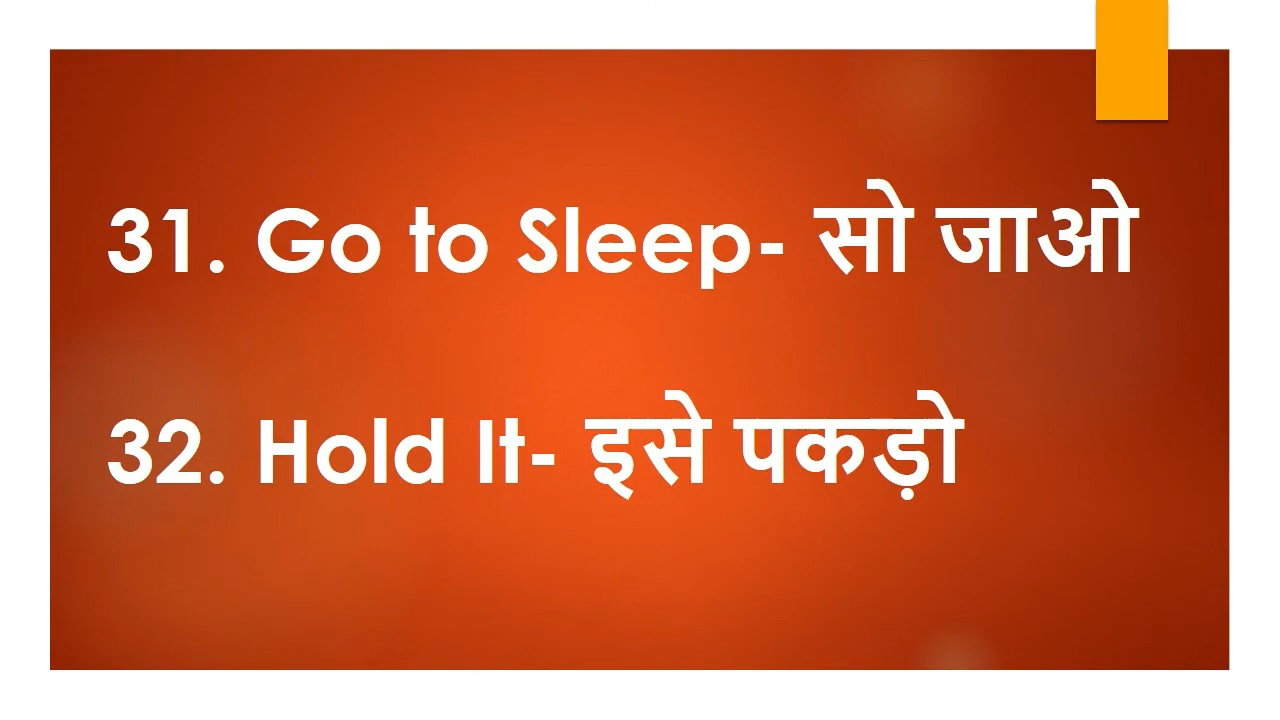 31. Go to Sleep- सो जाओ
32. Hold It- इसे पकड़ो